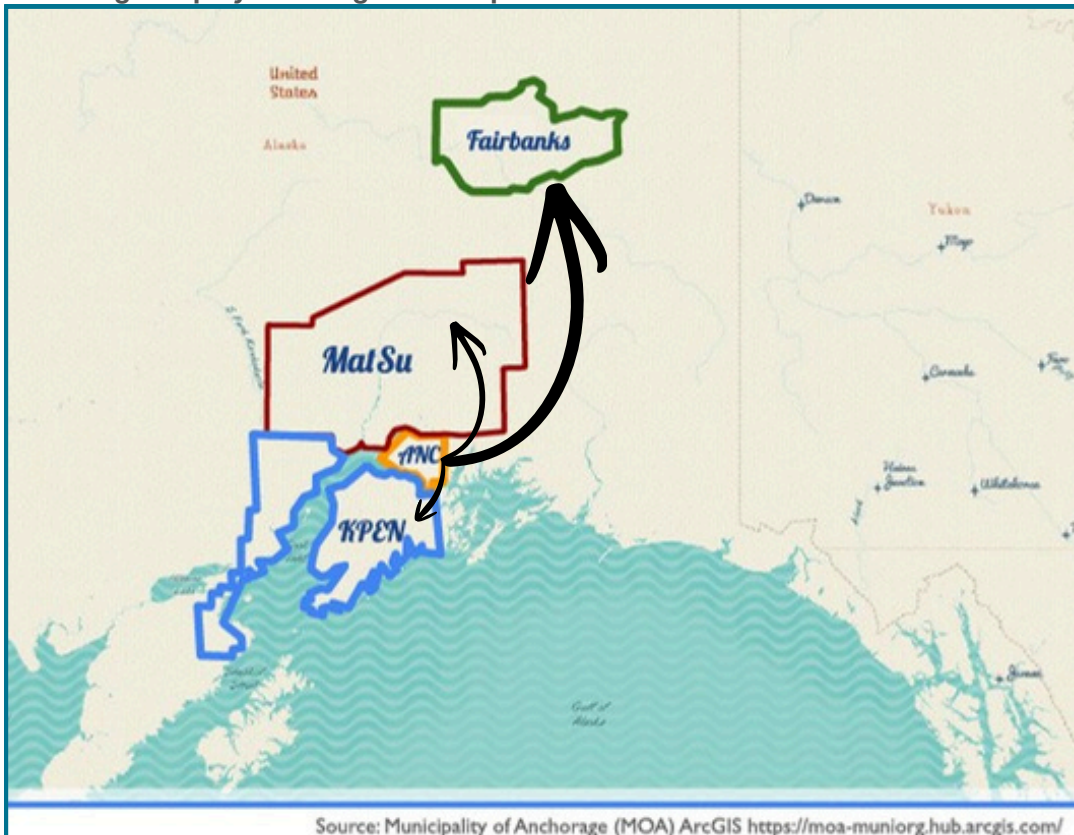 United
States
Alaska
Fairbanks
Dawson
Yukon
Mayo
MatSu
Carmacks
ANC
Haines
Junction
Whitehorse
KPEN
Juneau
Gulf of
Alaska
Source: Municipality of Anchorage (MOA) ArcGIS https://moa-muniorg.hub.arcgis.com/